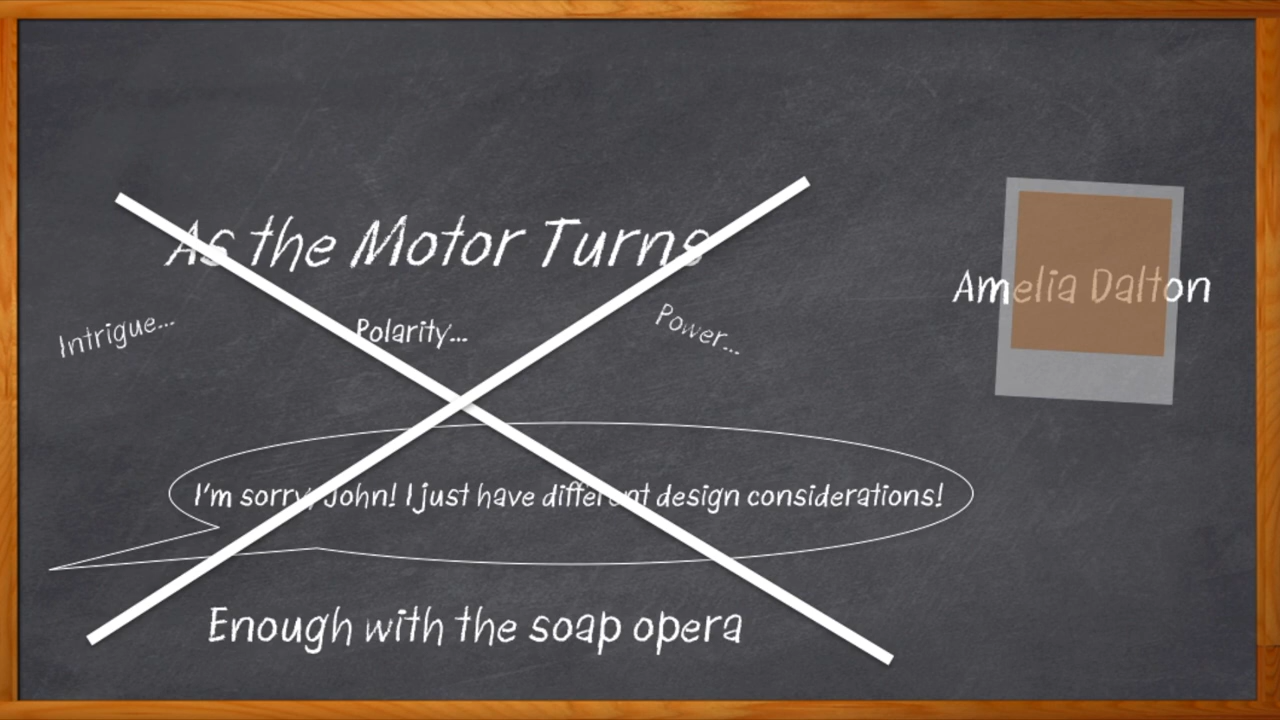 As the Motor Turns
Intrigue...
Polarity...
Power...
Amelia Dalton
I'm sorry, John! I just have different design considerations!
Enough with the soap opera